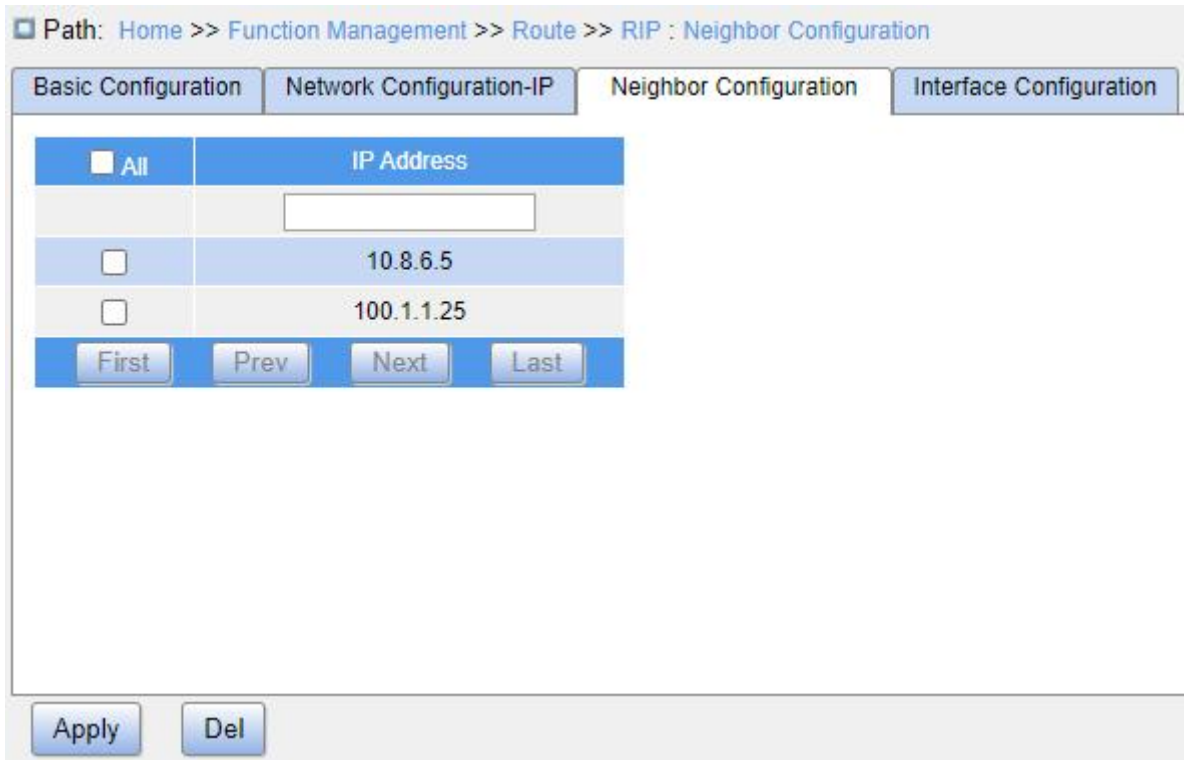 Path: Home >> Function Management >> Route >> RIP : Neighbor Configuration
Basic Configuration Network Configuration-IP Neighbor Configuration Interface Configuration
All IP Address
10.8.6.5
100.1.1.25
First Prev Next Last
Apply Del